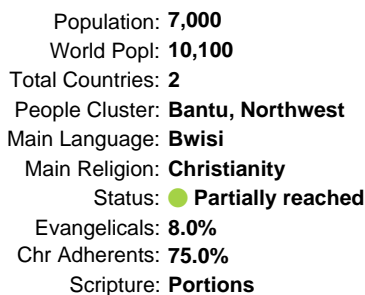 Population: 7,000
World Popl: 10,100
Total Countries: 2
People Cluster: Bantu, Northwest
Main Language: Bwisi
Main Religion: Christianity
Status: Partially reached
Evangelicals: 8.0%
Chr Adherents: 75.0%
Scripture: Portions